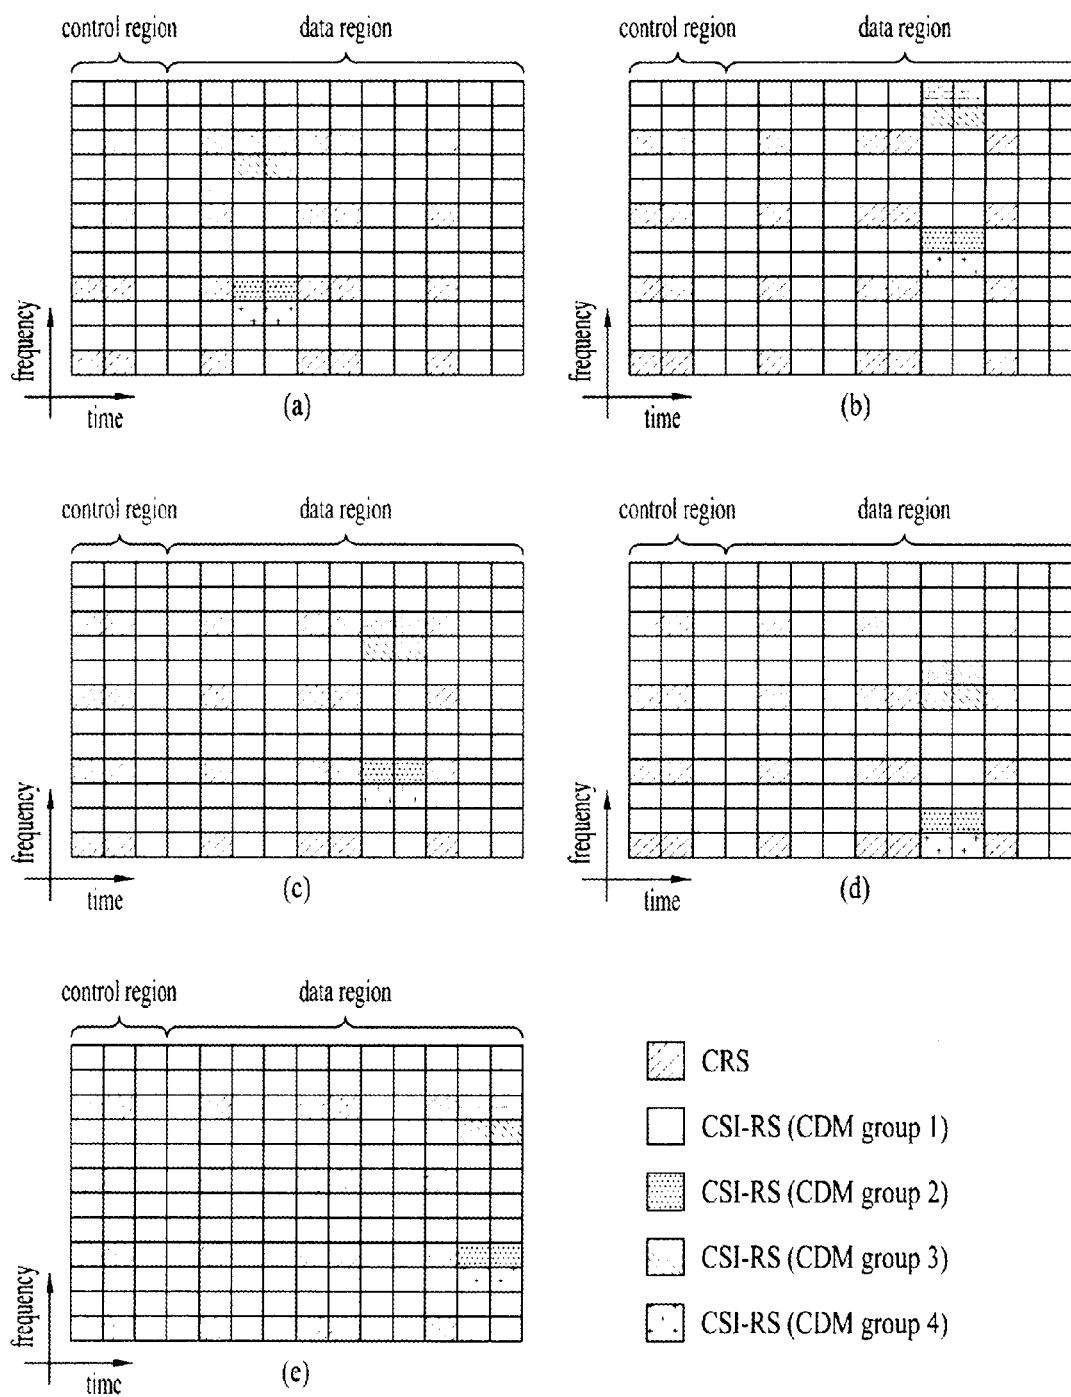 control region data region
control region data region
frequency
time
(a)
frequency
time
(b)
control region data region
control region data region
frequency
time
(c)
frequency
time
(d)
control region data region
frequency
time
(e)
CRS
CSI-RS (CDM group 1)
CSI-RS (CDM group 2)
CSI-RS (CDM group 3)
CSI-RS (CDM group 4)